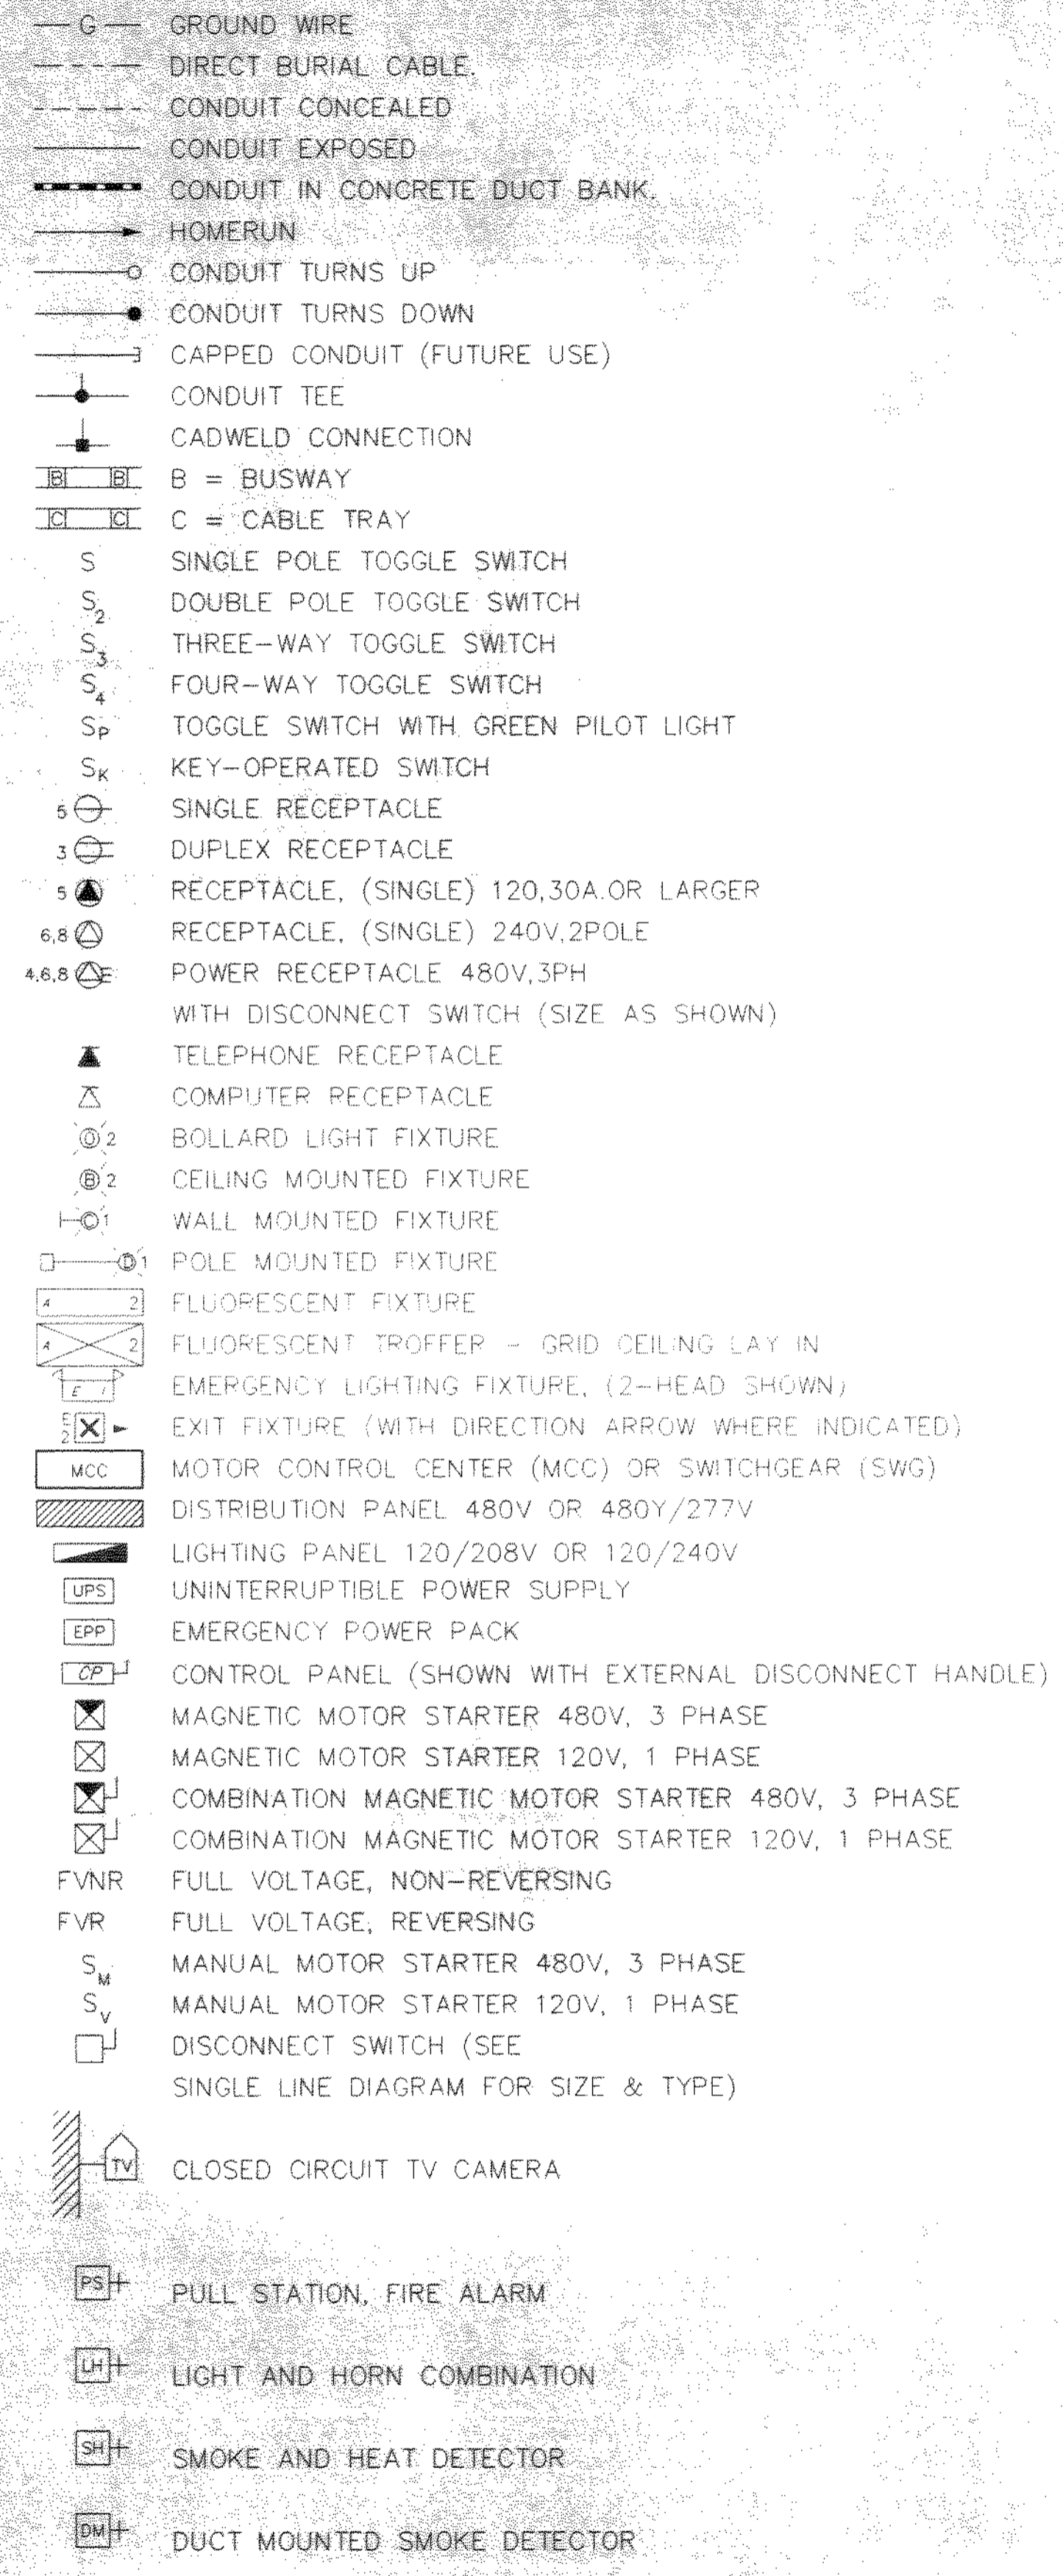 G GROUND WIRE
DIRECT BURIAL CABLE.
CONDUIT CONCEALED
CONDUIT EXPOSED
CONDUIT IN CONCRETE DUCT BANK.
HOMERUN
CONDUIT TURNS UP
CONDUIT TURNS DOWN
CAPPED CONDUIT (FUTURE USE)
CONDUIT TEE
CADWELD CONNECTION
B B B = BUSWAY
C C C = CABLE TRAY
S SINGLE POLE TOGGLE SWITCH
S2 DOUBLE POLE TOGGLE SWITCH
S3 THREE-WAY TOGGLE SWITCH
S4 FOUR-WAY TOGGLE SWITCH
SP TOGGLE SWITCH WITH GREEN PILOT LIGHT
SK KEY-OPERATED SWITCH
5 SINGLE RECEPTACLE
3 DUPLEX RECEPTACLE
5 RECEPTACLE, (SINGLE) 120,30A.OR LARGER
6,8 RECEPTACLE, (SINGLE) 240V,2POLE
4,6,8 POWER RECEPTACLE 480V,3PH
WITH DISCONNECT SWITCH (SIZE AS SHOWN)
TELEPHONE RECEPTACLE
COMPUTER RECEPTACLE
O 2 BOLLARD LIGHT FIXTURE
B 2 CEILING MOUNTED FIXTURE
C 1 WALL MOUNTED FIXTURE
D 1 POLE MOUNTED FIXTURE
A 2 FLUORESCENT FIXTURE
A 2 FLUORESCENT TROFFER - GRID CEILING LAY IN
E 1 EMERGENCY LIGHTING FIXTURE, (2-HEAD SHOWN)
E 2 X EXIT FIXTURE (WITH DIRECTION ARROW WHERE INDICATED)
MCC MOTOR CONTROL CENTER (MCC) OR SWITCHGEAR (SWG)
DISTRIBUTION PANEL 480V OR 480Y/277V
LIGHTING PANEL 120/208V OR 120/240V
UPS UNINTERRUPTIBLE POWER SUPPLY
EPP EMERGENCY POWER PACK
CP CONTROL PANEL (SHOWN WITH EXTERNAL DISCONNECT HANDLE)
MAGNETIC MOTOR STARTER 480V, 3 PHASE
MAGNETIC MOTOR STARTER 120V, 1 PHASE
COMBINATION MAGNETIC MOTOR STARTER 480V, 3 PHASE
COMBINATION MAGNETIC MOTOR STARTER 120V, 1 PHASE
FVNR FULL VOLTAGE, NON-REVERSING
FVR FULL VOLTAGE, REVERSING
SM MANUAL MOTOR STARTER 480V, 3 PHASE
SV MANUAL MOTOR STARTER 120V, 1 PHASE
DISCONNECT SWITCH (SEE
SINGLE LINE DIAGRAM FOR SIZE & TYPE)
TV CLOSED CIRCUIT TV CAMERA
PS PULL STATION, FIRE ALARM
LH LIGHT AND HORN COMBINATION
SH SMOKE AND HEAT DETECTOR
DM DUCT MOUNTED SMOKE DETECTOR